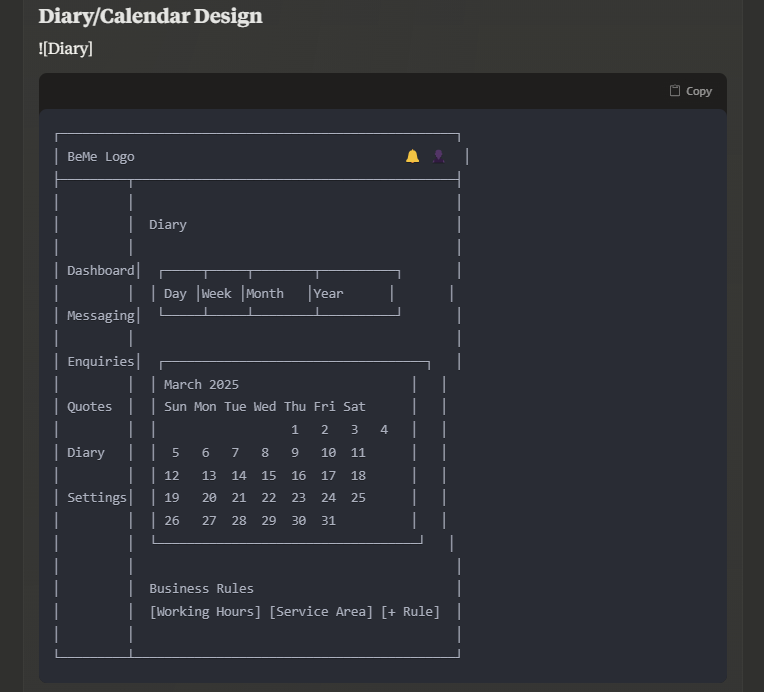 Diary/Calendar Design
![Diary]
Copy
BeMe Logo
Diary
Dashboard
Day Week Month Year
Messaging
Enquiries
March 2025
Quotes Sun Mon Tue Wed Thu Fri Sat
1 2 3 4
Diary 5 6 7 8 9 10 11
12 13 14 15 16 17 18
Settings 19 20 21 22 23 24 25
26 27 28 29 30 31
Business Rules
[Working Hours] [Service Area] [+ Rule]